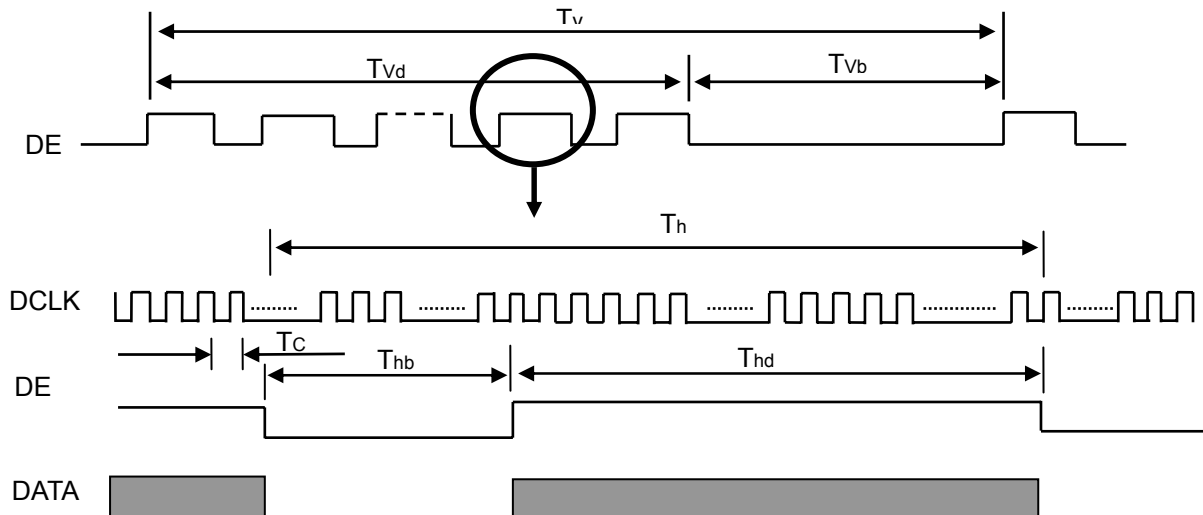 Tv
TVd
TVb
DE
Th
DCLK
TC
Thb
Thd
DE
DATA